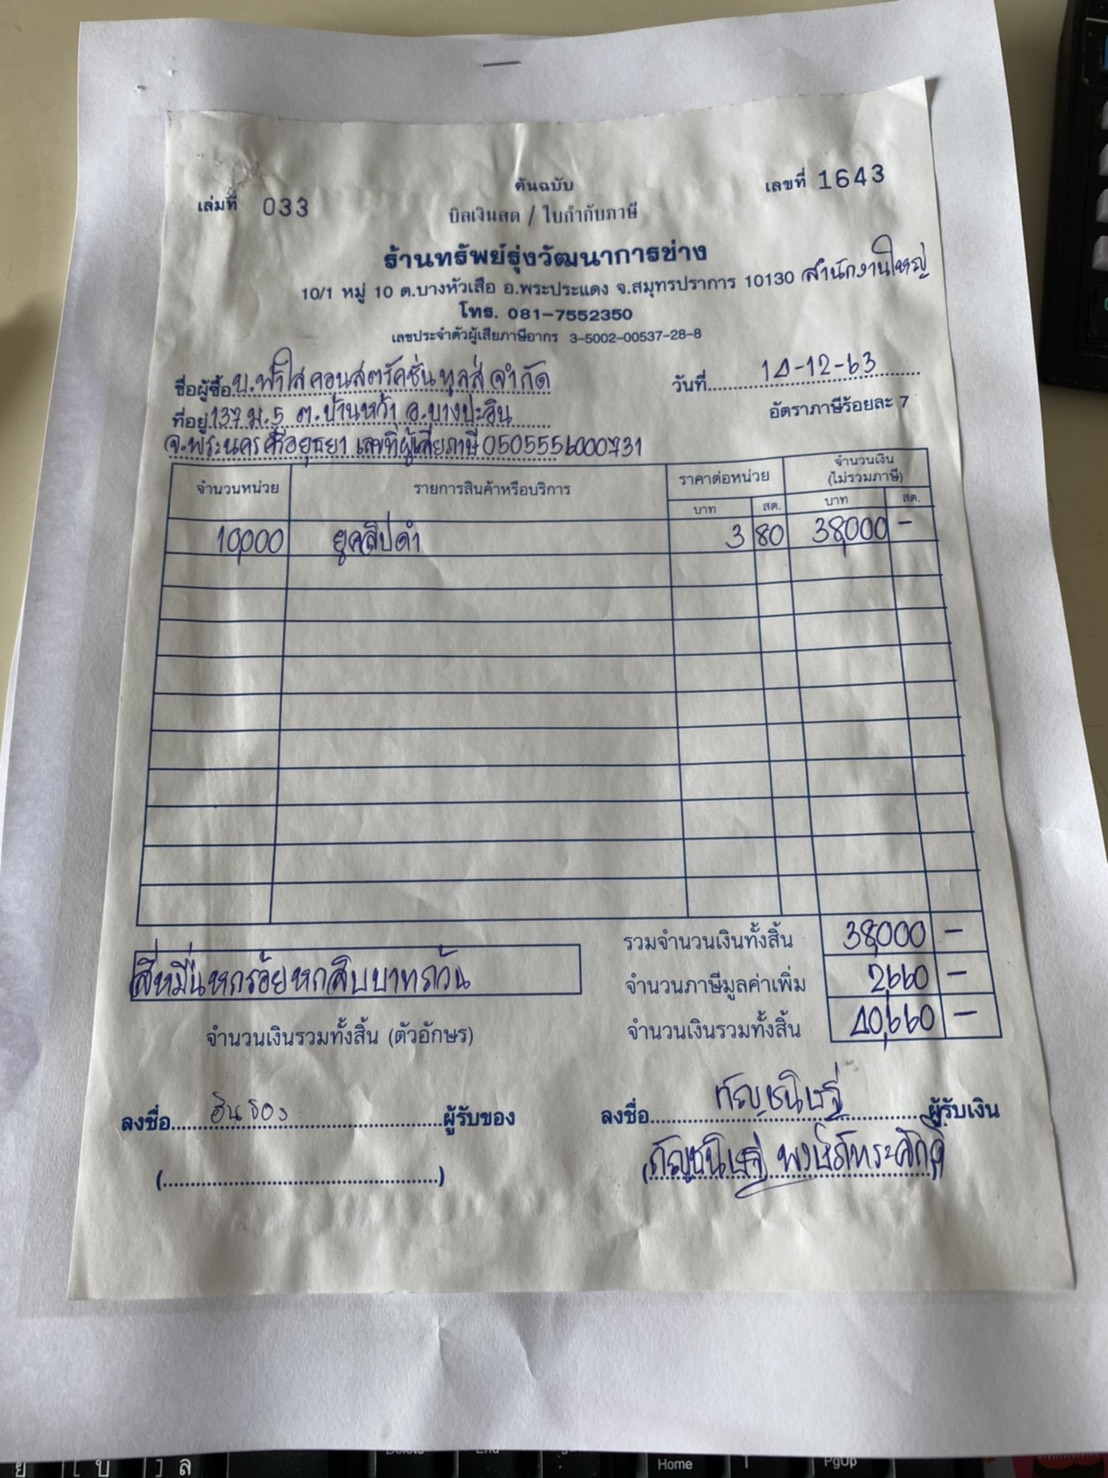 ต้นฉบับ
เล่มที่ 033
เลขที่ 1643
บิลเงินสด / ใบกำกับภาษี
ร้านทรัพย์รุ่งวัฒนาการช่าง
10/1 หมู่ 10 ต.บางหัวเสือ อ.พระประแดง จ.สมุทรปราการ 10130 สำนักงานใหญ่
โทร. 081-7552350
เลขประจำตัวผู้เสียภาษีอากร 3-5002-00537-28-8
ชื่อผู้ซื้อ บ.ฟ้าใส คอนสตรัคชั่น ทูลส์ จำกัด
วันที่ 14-12-63
ที่อยู่ 137 ม.5 ต.บ้านหว้า อ.บางปะอิน
อัตราภาษีร้อยละ 7
จ.พระนครศรีอยุธยา เลขที่ผู้เสียภาษี 0505556000731
จำนวนหน่วย รายการสินค้าหรือบริการ ราคาต่อหน่วย จำนวนเงิน (ไม่รวมภาษี)
บาท สต. บาท สต.
10,000 ยูคลิปดำ 3 80 38,000 -
รวมจำนวนเงินทั้งสิ้น 38,000 -
สี่หมื่นหกร้อยหกสิบบาทถ้วน จำนวนภาษีมูลค่าเพิ่ม 2,660 -
จำนวนเงินรวมทั้งสิ้น (ตัวอักษร) จำนวนเงินรวมทั้งสิ้น 40,660 -
ลงชื่อ ผู้รับของ
ลงชื่อ กัญชนิษฐ์ ผู้รับเงิน
(กัญชนิษฐ์